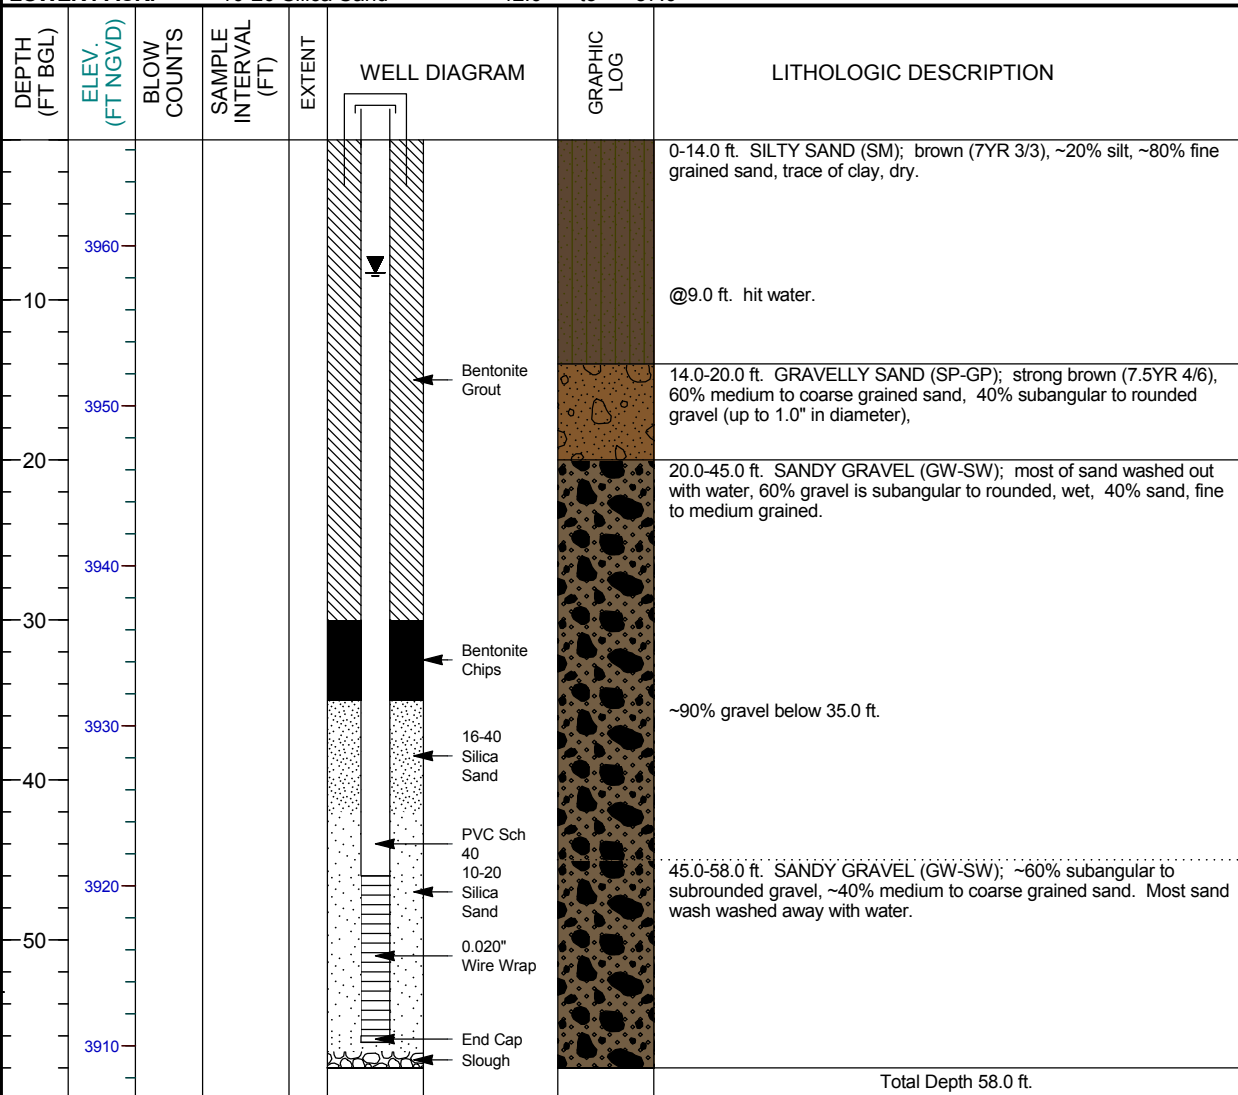 10-20 Silica Sand
DEPTH
(FT BGL)
ELEV.
(FT NGVD)
BLOW
COUNTS
SAMPLE
INTERVAL
(FT)
EXTENT
WELL DIAGRAM
GRAPHIC
LOG
LITHOLOGIC DESCRIPTION
0-14.0 ft. SILTY SAND (SM); brown (7YR 3/3), ~20% silt, ~80% fine
grained sand, trace of clay, dry.
3960
10
@9.0 ft. hit water.
Bentonite
Grout
14.0-20.0 ft. GRAVELLY SAND (SP-GP); strong brown (7.5YR 4/6),
60% medium to coarse grained sand, 40% subangular to rounded
gravel (up to 1.0" in diameter),
3950
20
20.0-45.0 ft. SANDY GRAVEL (GW-SW); most of sand washed out
with water, 60% gravel is subangular to rounded, wet, 40% sand, fine
to medium grained.
3940
30
Bentonite
Chips
~90% gravel below 35.0 ft.
3930
16-40
Silica
Sand
40
PVC Sch
40
45.0-58.0 ft. SANDY GRAVEL (GW-SW); ~60% subangular to
subrounded gravel, ~40% medium to coarse grained sand. Most sand
wash washed away with water.
3920
10-20
Silica
Sand
50
0.020"
Wire Wrap
3910
End Cap
Slough
Total Depth 58.0 ft.